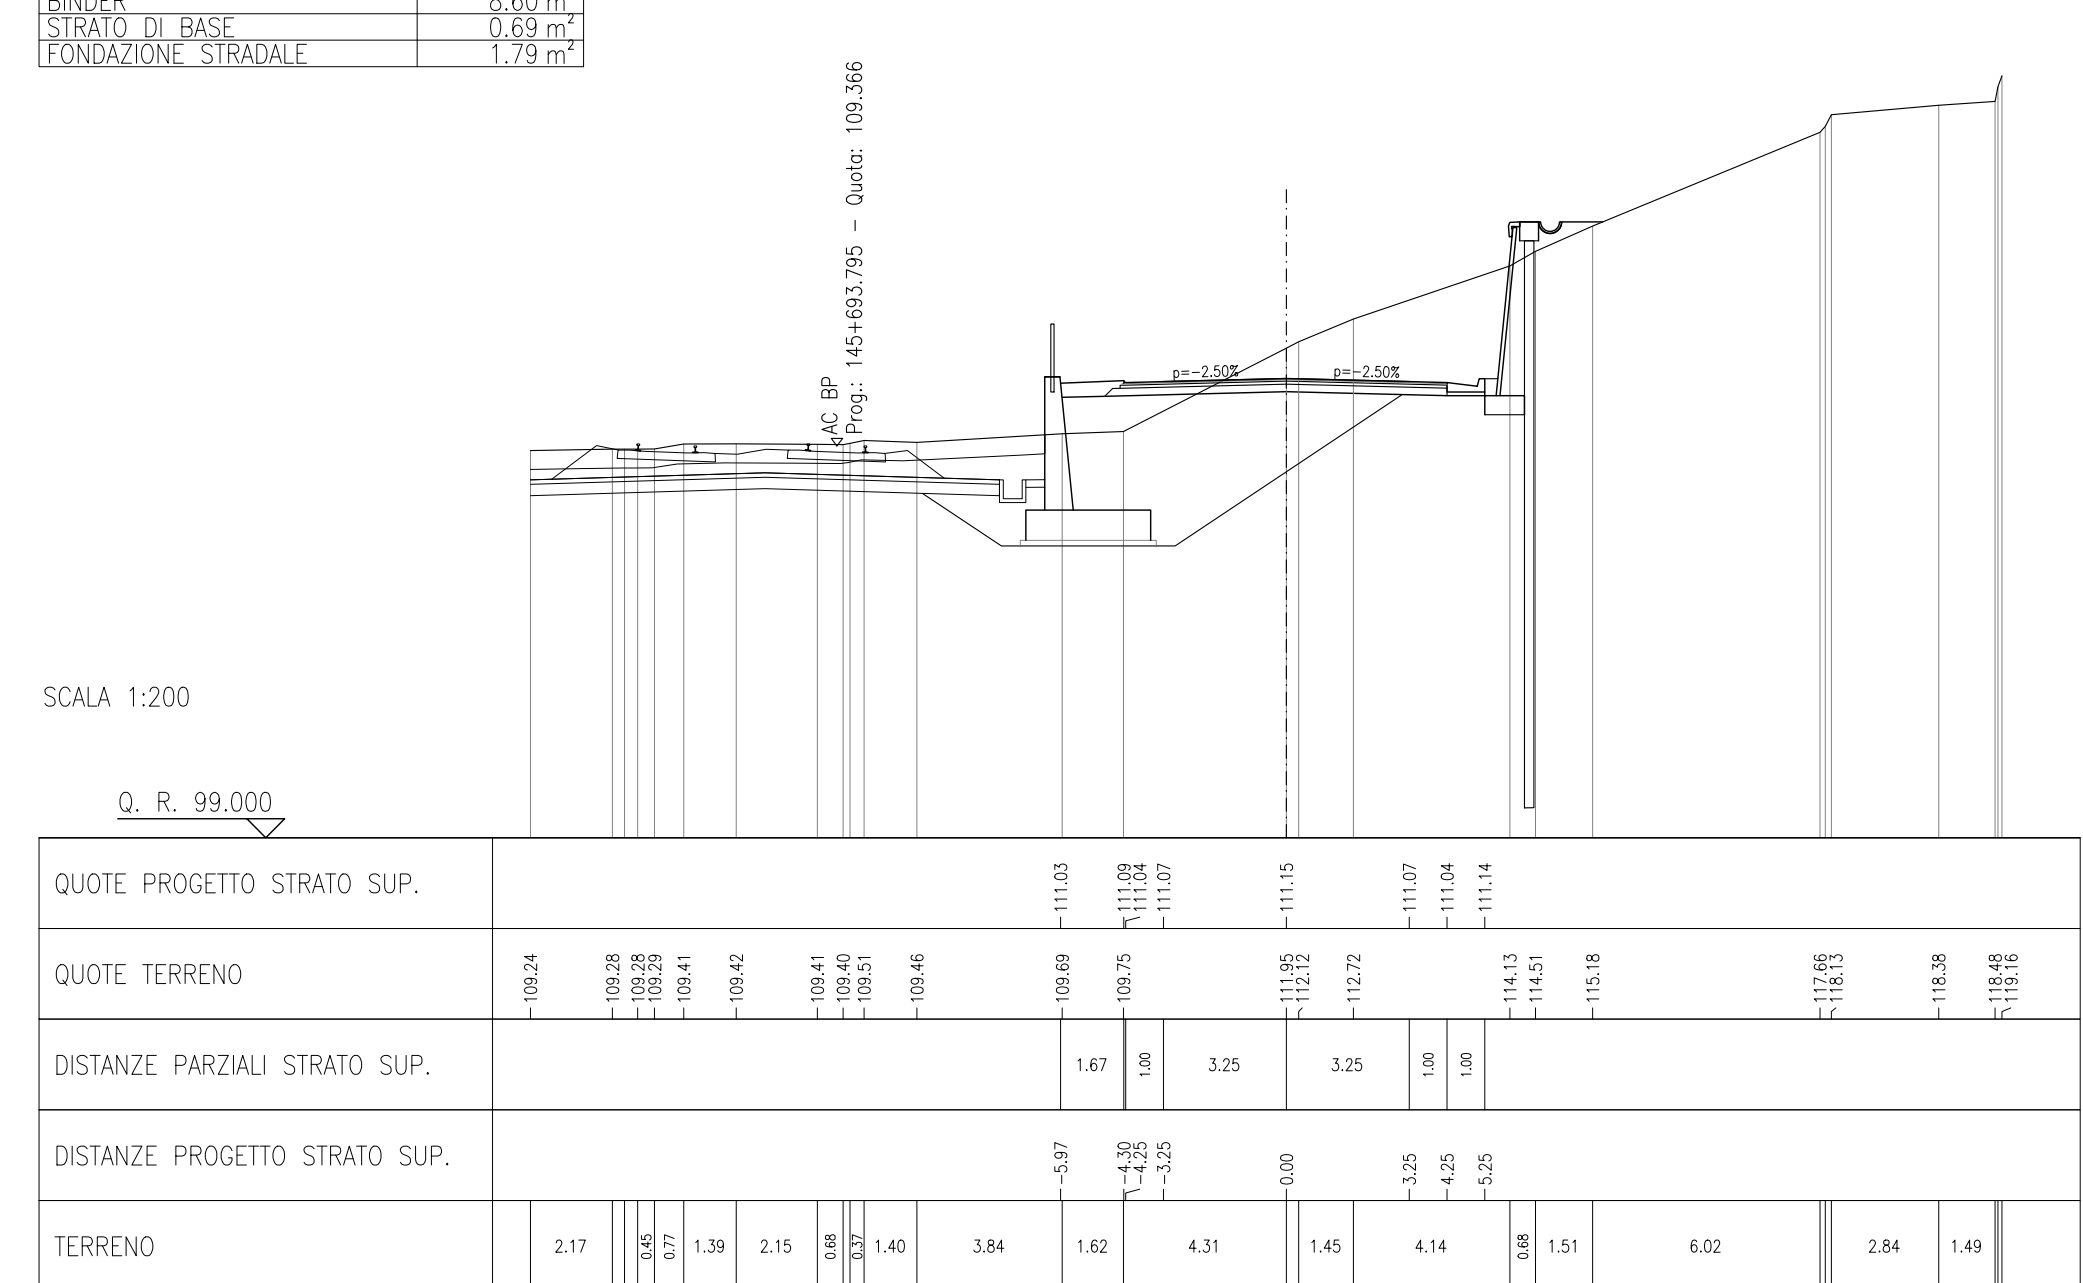 BINDER 8.60 m²
STRATO DI BASE 0.69 m²
FONDAZIONE STRADALE 1.79 m²
AC BP
Prog.: 145+693.795 - Quota: 109.366
p=-2.50% p=-2.50%
SCALA 1:200
Q. R. 99.000
QUOTE PROGETTO STRATO SUP. 111.03 111.09 111.04 111.07 111.15 111.07 111.04 111.14
QUOTE TERRENO 109.24 109.28 109.28 109.29 109.41 109.42 109.41 109.40 109.51 109.46 109.69 109.75 111.95 112.12 112.72 114.13 114.51 115.18 117.66 118.13 118.38 118.48 119.16
DISTANZE PARZIALI STRATO SUP. 1.67 1.00 3.25 3.25 1.00 1.00
DISTANZE PROGETTO STRATO SUP. -5.97 -4.30 -4.25 -3.25 0.00 3.25 4.25 5.25
TERRENO 2.17 0.45 0.77 1.39 2.15 0.68 0.37 1.40 3.84 1.62 4.31 1.45 4.14 0.68 1.51 6.02 2.84 1.49